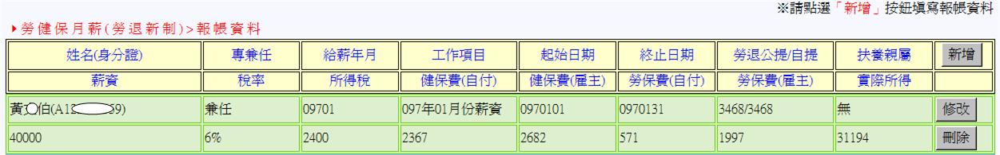 ※請點選「新增」按鈕填寫報帳資料
勞健保月薪(勞退新制)>報帳資料
姓名(身分證) 專兼任 給薪年月 工作項目 起始日期 終止日期 勞退公提/自提 扶養親屬 新增
薪資 稅率 所得稅 健保費(自付) 健保費(雇主) 勞保費(自付) 勞保費(雇主) 實際所得
黃 伯(A12 59) 兼任 09701 097年01月份薪資 0970101 0970131 3468/3468 無 修改
40000 6% 2400 2367 2682 571 1997 31194 刪除